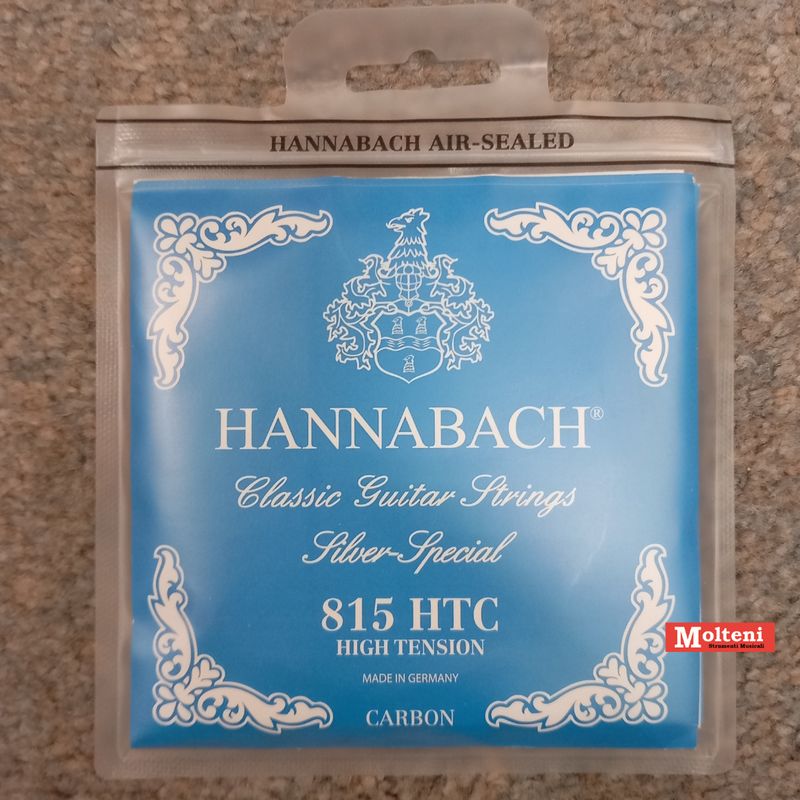 HANNABACH AIR-SEALED
HANNABACH®
Classic Guitar Strings
Silver-Special
815 HTC
HIGH TENSION
MADE IN GERMANY
CARBON
Molteni
Strumenti Musicali